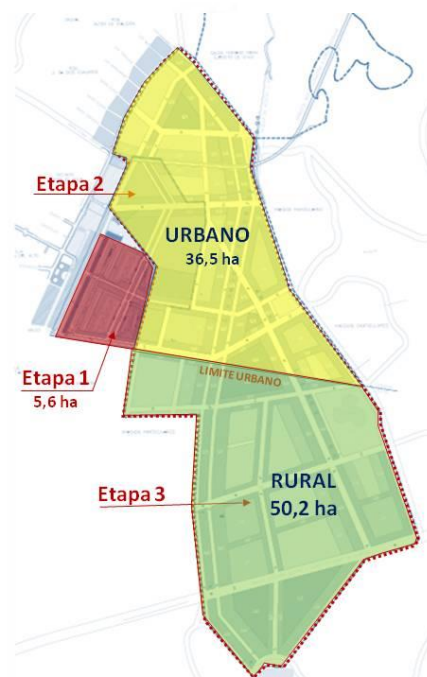 Etapa 2
URBANO
36,5 ha
LIMITE URBANO
Etapa 1
5,6 ha
RURAL
50,2 ha
Etapa 3